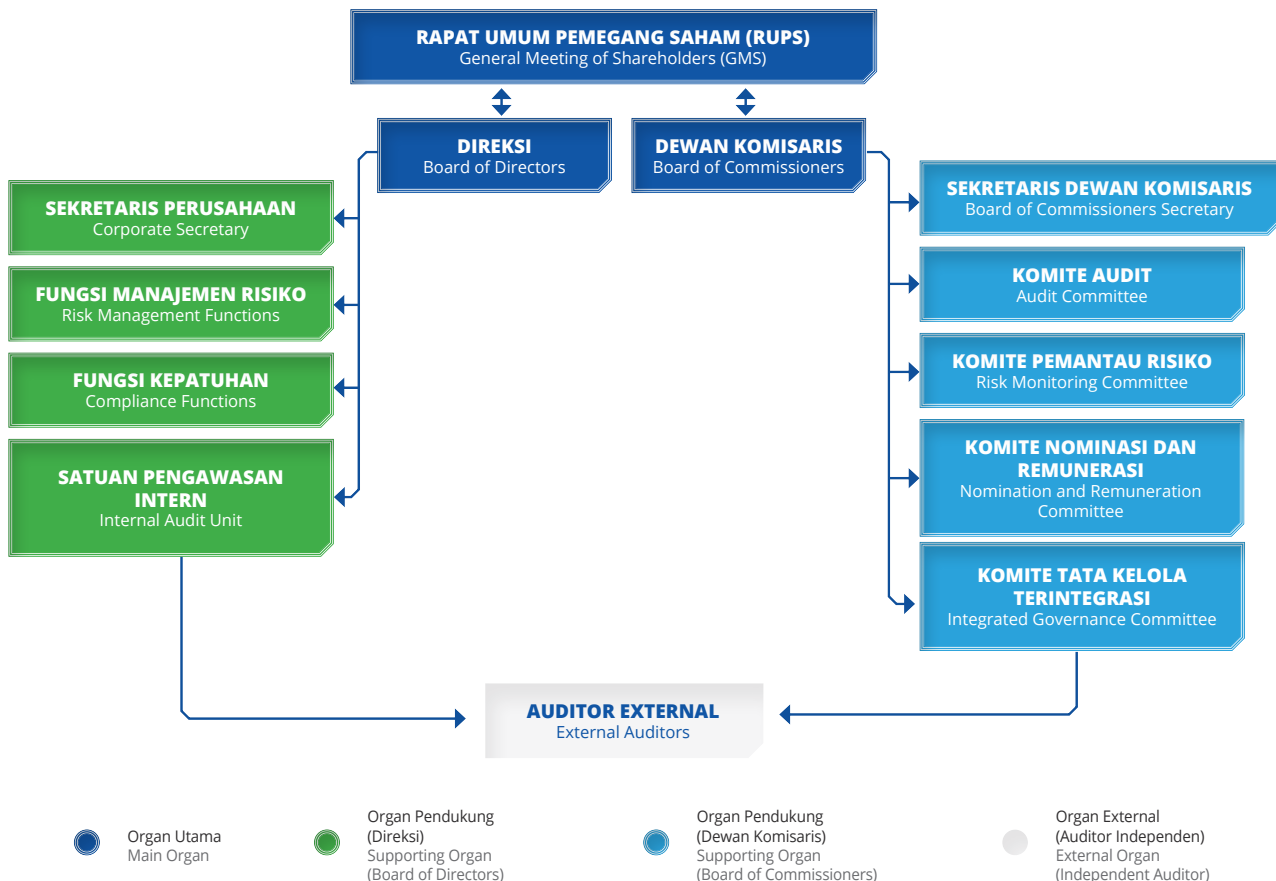 RAPAT UMUM PEMEGANG SAHAM (RUPS)
General Meeting of Shareholders (GMS)
DIREKSI
Board of Directors
DEWAN KOMISARIS
Board of Commissioners
SEKRETARIS PERUSAHAAN
Corporate Secretary
FUNGSI MANAJEMEN RISIKO
Risk Management Functions
FUNGSI KEPATUHAN
Compliance Functions
SATUAN PENGAWASAN
INTERN
Internal Audit Unit
SEKRETARIS DEWAN KOMISARIS
Board of Commissioners Secretary
KOMITE AUDIT
Audit Committee
KOMITE PEMANTAU RISIKO
Risk Monitoring Committee
KOMITE NOMINASI DAN
REMUNERASI
Nomination and Remuneration
Committee
KOMITE TATA KELOLA
TERINTEGRASI
Integrated Governance Committee
AUDITOR EXTERNAL
External Auditors
Organ Utama
Main Organ
Organ Pendukung
(Direksi)
Supporting Organ
(Board of Directors)
Organ Pendukung
(Dewan Komisaris)
Supporting Organ
(Board of Commissioners)
Organ External
(Auditor Independen)
External Organ
(Independent Auditor)